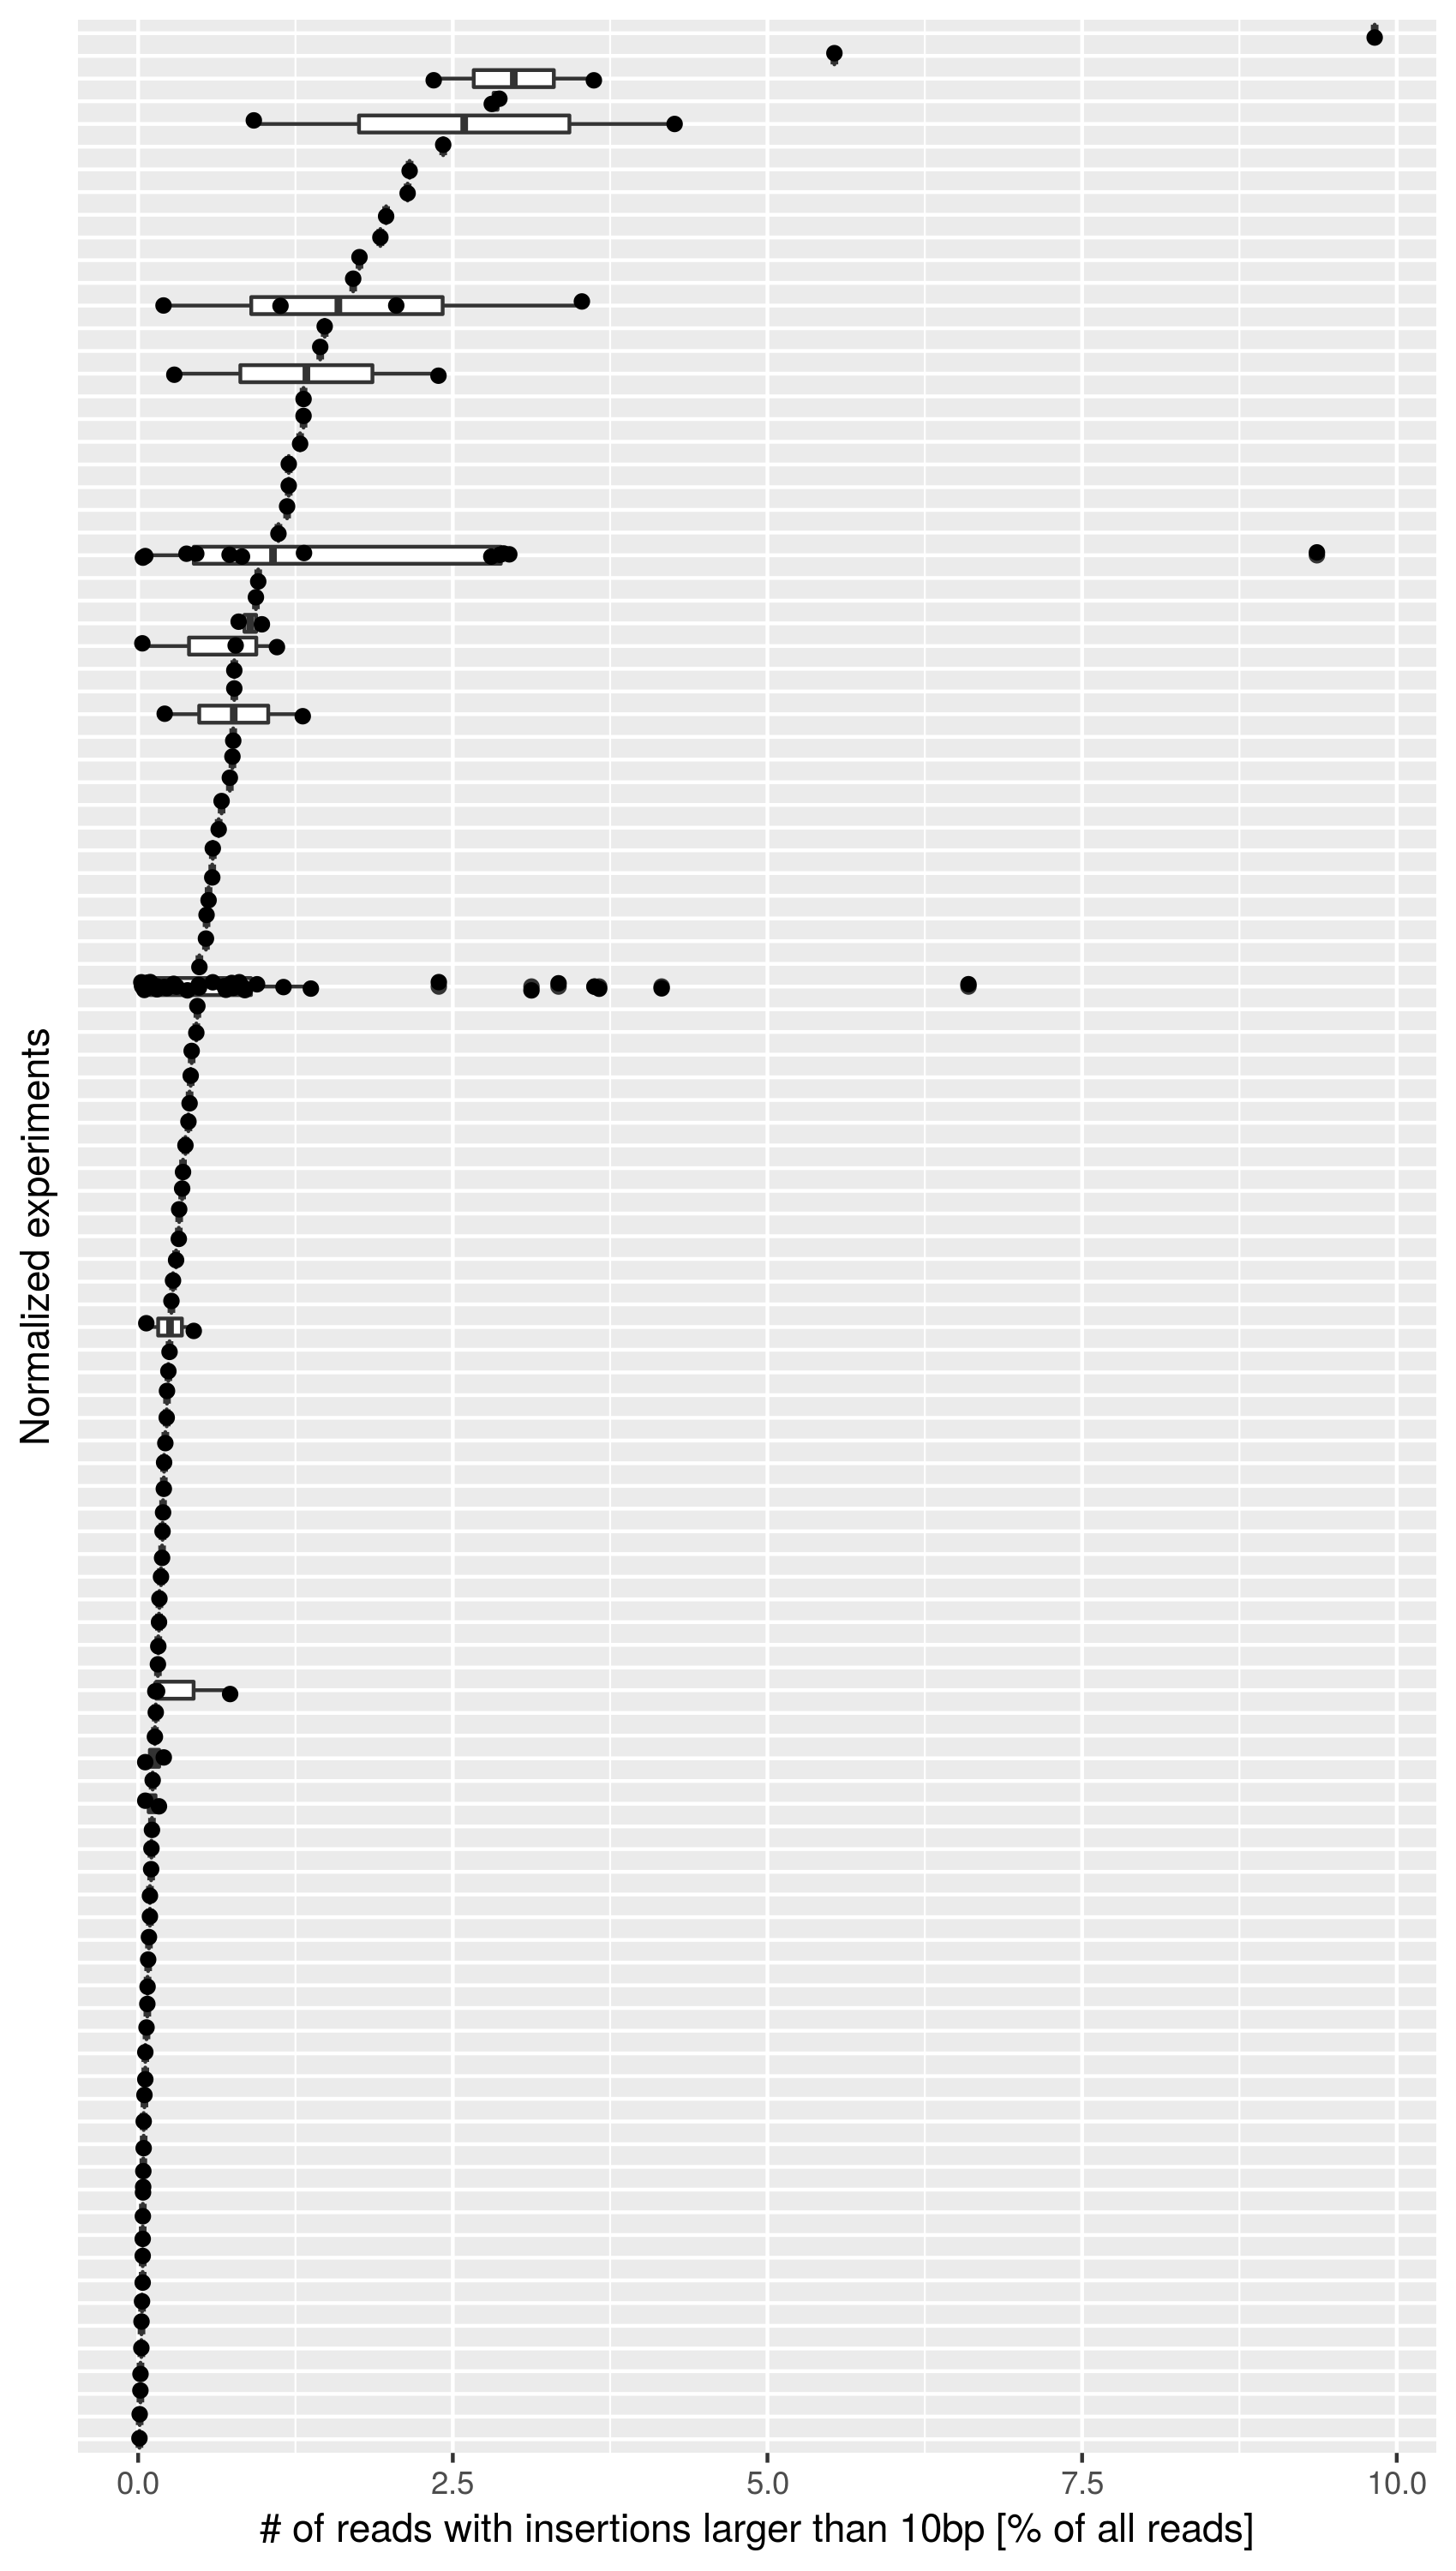 Normalized experiments
0.0 2.5 5.0 7.5 10.0
# of reads with insertions larger than 10bp [% of all reads]